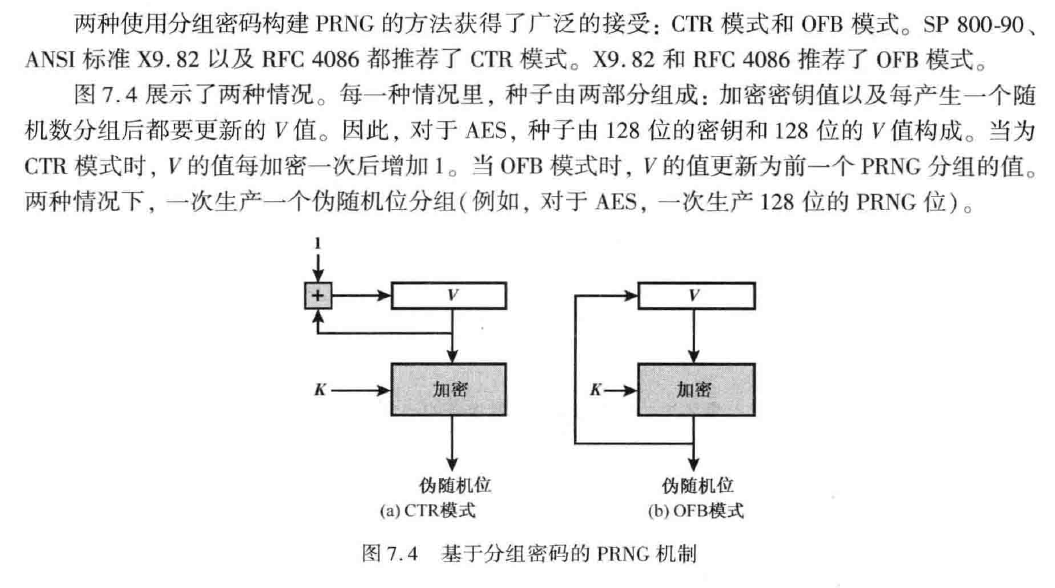 两种使用分组密码构建 PRNG 的方法获得了广泛的接受：CTR 模式和 OFB 模式。SP 800-90、
ANSI 标准 X9.82 以及 RFC 4086 都推荐了 CTR 模式。X9.82 和 RFC 4086 推荐了 OFB 模式。
图 7.4 展示了两种情况。每一种情况里，种子由两部分组成：加密密钥值以及每产生一个随
机数分组后都要更新的 V 值。因此，对于 AES，种子由 128 位的密钥和 128 位的 V 值构成。当为
CTR 模式时，V 的值每加密一次后增加 1。当 OFB 模式时，V 的值更新为前一个 PRNG 分组的值。
两种情况下，一次生产一个伪随机位分组(例如，对于 AES，一次生产 128 位的 PRNG 位)。
1
+
V
K
加密
伪随机位
(a) CTR模式
V
K
加密
伪随机位
(b) OFB模式
图 7.4 基于分组密码的 PRNG 机制